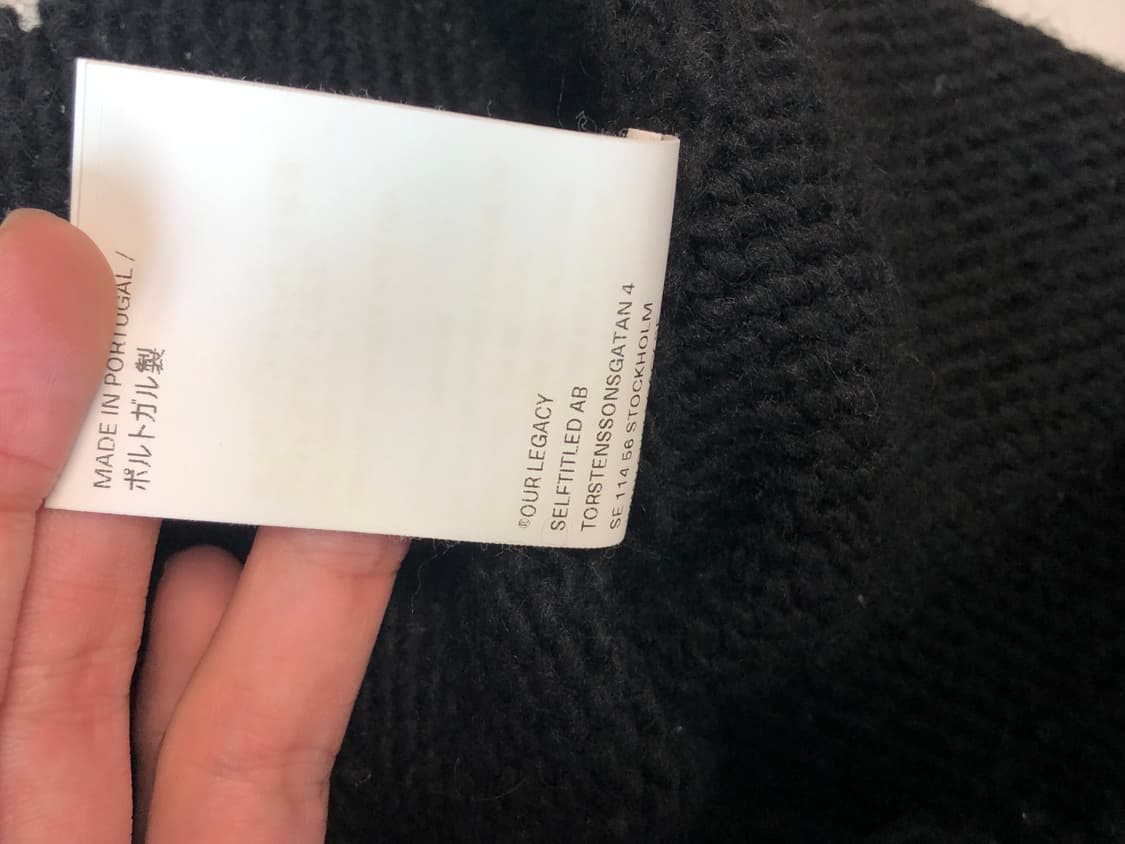 MADE IN PORTUGAL /
ポルトガル製
®OUR LEGACY
SELFTITLED AB
TORSTENSSONSGATAN 4
SE 114 56 STOCKHOLM